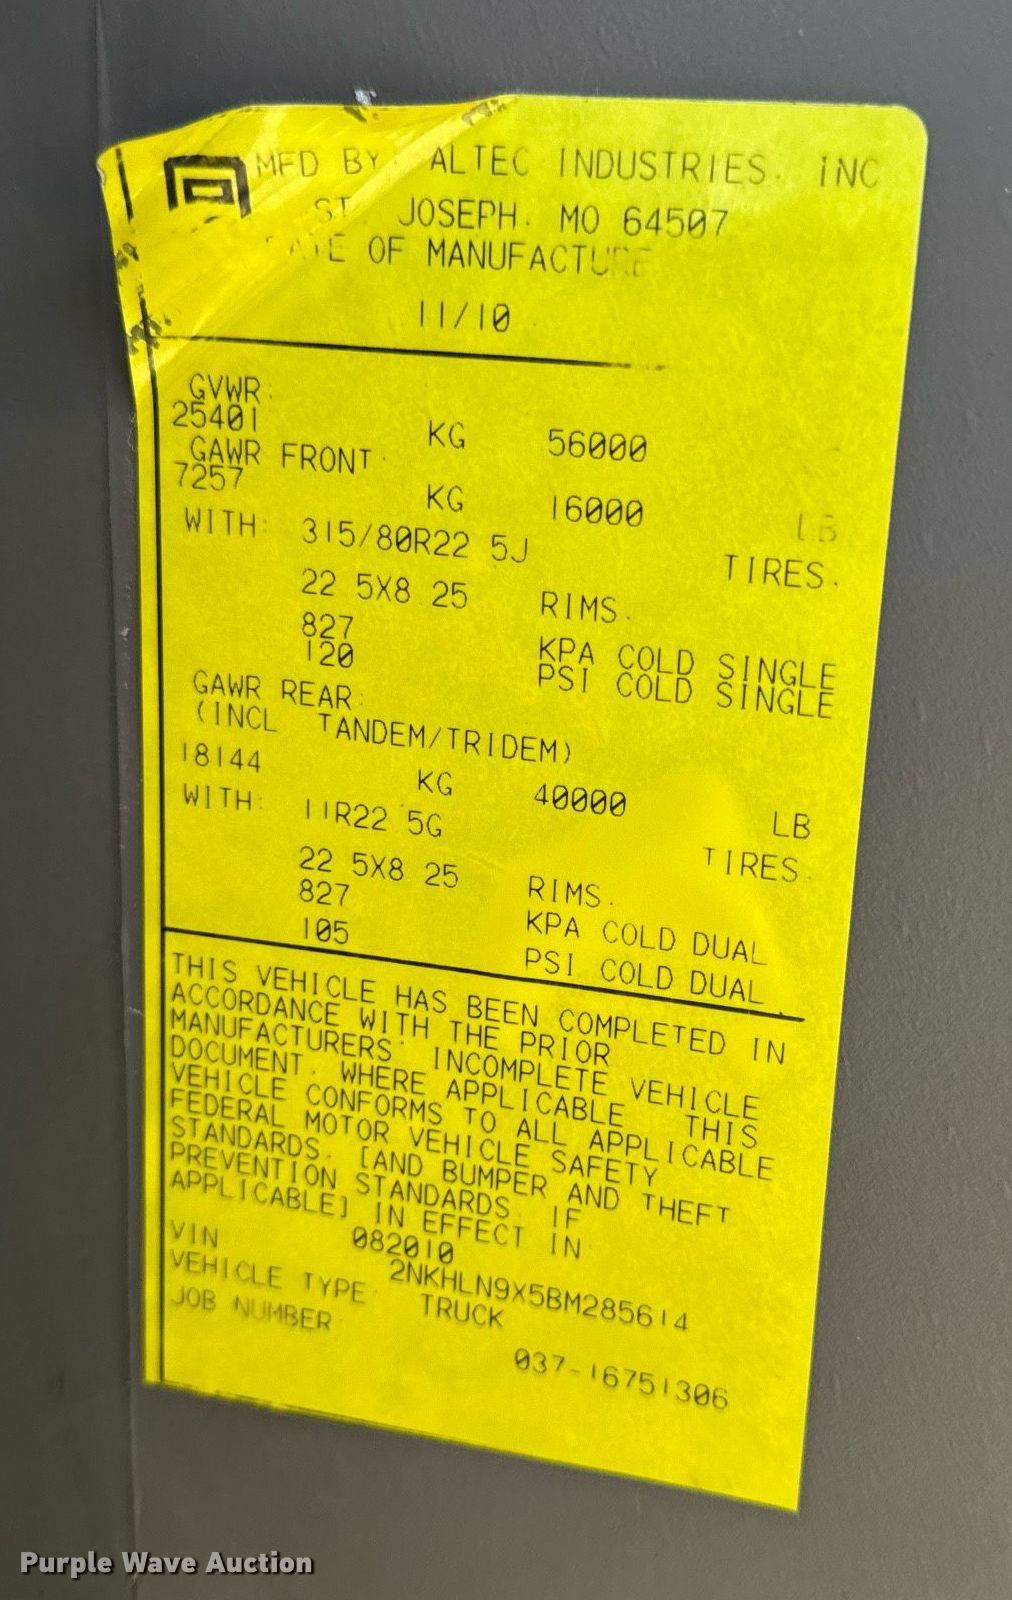 MFD BY: ALTEC INDUSTRIES. INC
ST. JOSEPH. MO 64507
DATE OF MANUFACTURE
11/10
GVWR:
25401 KG 56000
GAWR FRONT:
7257 KG 16000 LB
WITH: 315/80R22 5J TIRES.
22 5X8 25 RIMS.
827 KPA COLD SINGLE
120 PSI COLD SINGLE
GAWR REAR:
(INCL TANDEM/TRIDEM)
18144 KG 40000 LB
WITH: 11R22 5G TIRES.
22 5X8 25 RIMS.
827 KPA COLD DUAL
105 PSI COLD DUAL
THIS VEHICLE HAS BEEN COMPLETED IN
ACCORDANCE WITH THE PRIOR
MANUFACTURERS' INCOMPLETE VEHICLE
DOCUMENT. WHERE APPLICABLE THIS
VEHICLE CONFORMS TO ALL APPLICABLE
FEDERAL MOTOR VEHICLE SAFETY
STANDARDS. [AND BUMPER AND THEFT
PREVENTION STANDARDS. IF
APPLICABLE] IN EFFECT IN:
082010
VIN 2NKHLN9X5BM285614
VEHICLE TYPE: TRUCK
JOB NUMBER 037-16751306
Purple Wave Auction